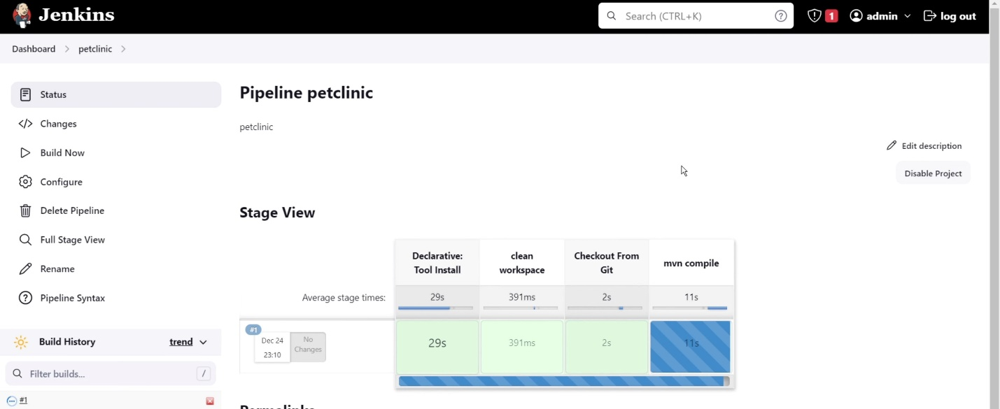 Jenkins
Search (CTRL+K)
?
1
admin
log out
Dashboard
petclinic
Status
Changes
Build Now
Configure
Delete Pipeline
Full Stage View
Rename
Pipeline Syntax
Build History
trend
Filter builds...
/
#1
Pipeline petclinic
petclinic
Edit description
Disable Project
Stage View
Declarative:
Tool Install
clean
workspace
Checkout From
Git
mvn compile
Average stage times:
29s
391ms
2s
11s
#1
Dec 24
23:10
No
Changes
29s
391ms
2s
11s
Permalinks